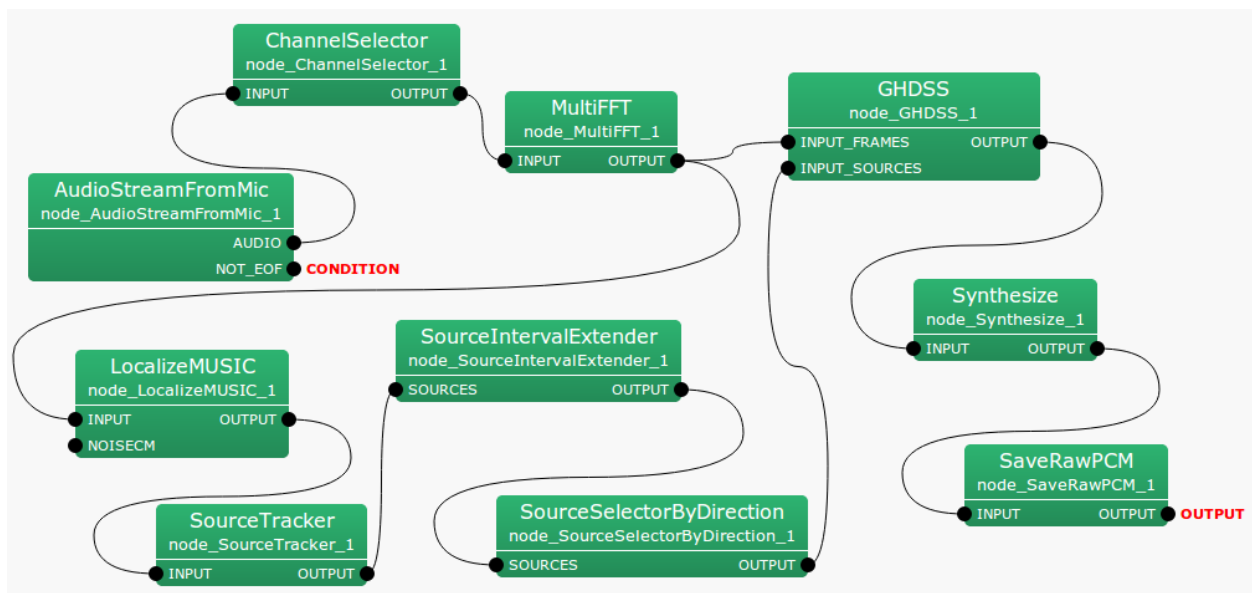 ChannelSelector
node_ChannelSelector_1
INPUT OUTPUT
MultiFFT
node_MultiFFT_1
INPUT OUTPUT
GHDSS
node_GHDSS_1
INPUT_FRAMES OUTPUT
INPUT_SOURCES
AudioStreamFromMic
node_AudioStreamFromMic_1
AUDIO
NOT_EOF CONDITION
Synthesize
node_Synthesize_1
INPUT OUTPUT
LocalizeMUSIC
node_LocalizeMUSIC_1
INPUT OUTPUT
NOISECM
SourceIntervalExtender
node_SourceIntervalExtender_1
SOURCES OUTPUT
SaveRawPCM
node_SaveRawPCM_1
INPUT OUTPUT OUTPUT
SourceTracker
node_SourceTracker_1
INPUT OUTPUT
SourceSelectorByDirection
node_SourceSelectorByDirection_1
SOURCES OUTPUT